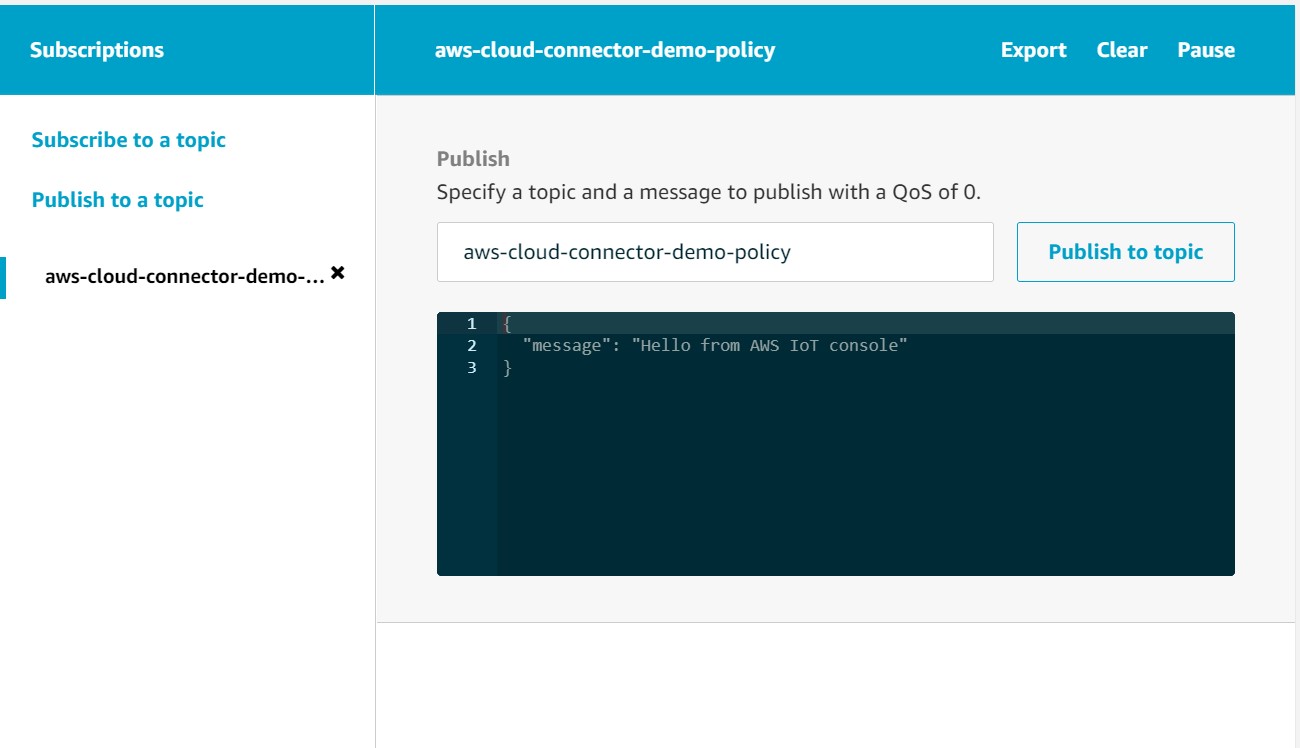 Subscriptions
aws-cloud-connector-demo-policy
Export
Clear
Pause
Subscribe to a topic
Publish to a topic
aws-cloud-connector-demo-...
Publish
Specify a topic and a message to publish with a QoS of 0.
aws-cloud-connector-demo-policy
Publish to topic
1 {
2   "message": "Hello from AWS IoT console"
3 }